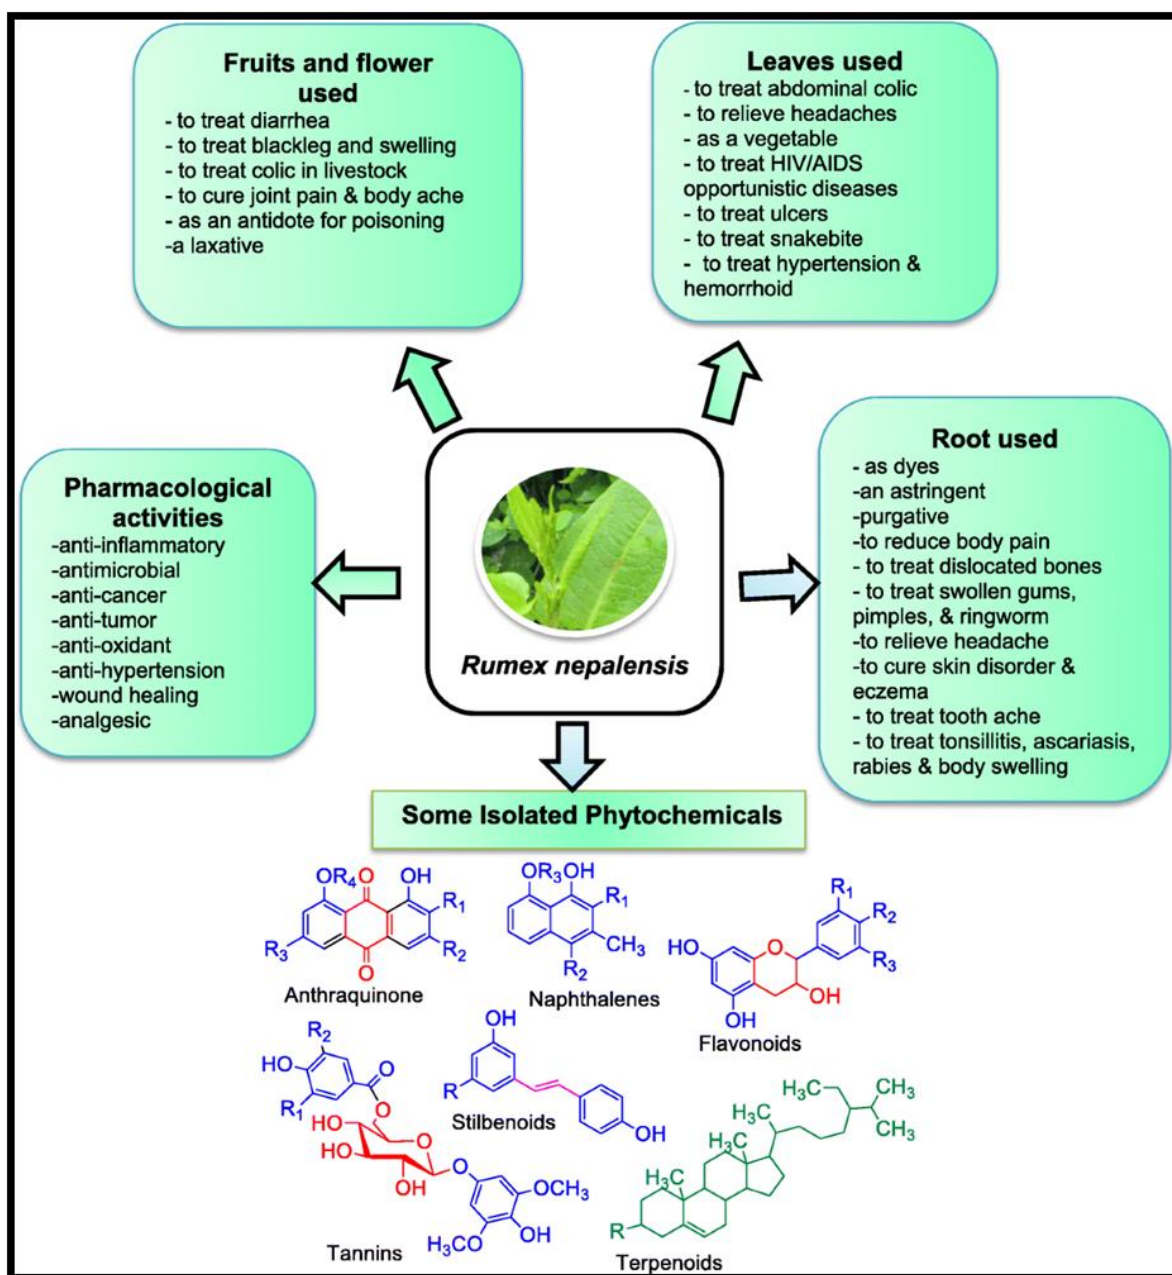 Fruits and flower
used
- to treat diarrhea
- to treat blackleg and swelling
- to treat colic in livestock
- to cure joint pain & body ache
- as an antidote for poisoning
-a laxative
Leaves used
- to treat abdominal colic
- to relieve headaches
- as a vegetable
- to treat HIV/AIDS
opportunistic diseases
- to treat ulcers
- to treat snakebite
- to treat hypertension &
hemorrhoid
Pharmacological
activities
-anti-inflammatory
-antimicrobial
-anti-cancer
-anti-tumor
-anti-oxidant
-anti-hypertension
-wound healing
-analgesic
Rumex nepalensis
Root used
- as dyes
-an astringent
-purgative
-to reduce body pain
- to treat dislocated bones
- to treat swollen gums,
pimples, & ringworm
-to relieve headache
-to cure skin disorder &
eczema
- to treat tooth ache
- to treat tonsillitis, ascariasis,
rabies & body swelling
Some Isolated Phytochemicals
OR4 O OH
R1
R3
R2
O
Anthraquinone
OR3 OH
R1
CH3
R2
Naphthalenes
R1
R2
R3
HO
O
OH
OH
Flavonoids
R2
HO
R1
O
O
HO
HO
O
OH
O
OCH3
OH
H3CO
Tannins
OH
R
OH
Stilbenoids
H3C
CH3
CH3
H3C
H3C
H3C
R
Terpenoids